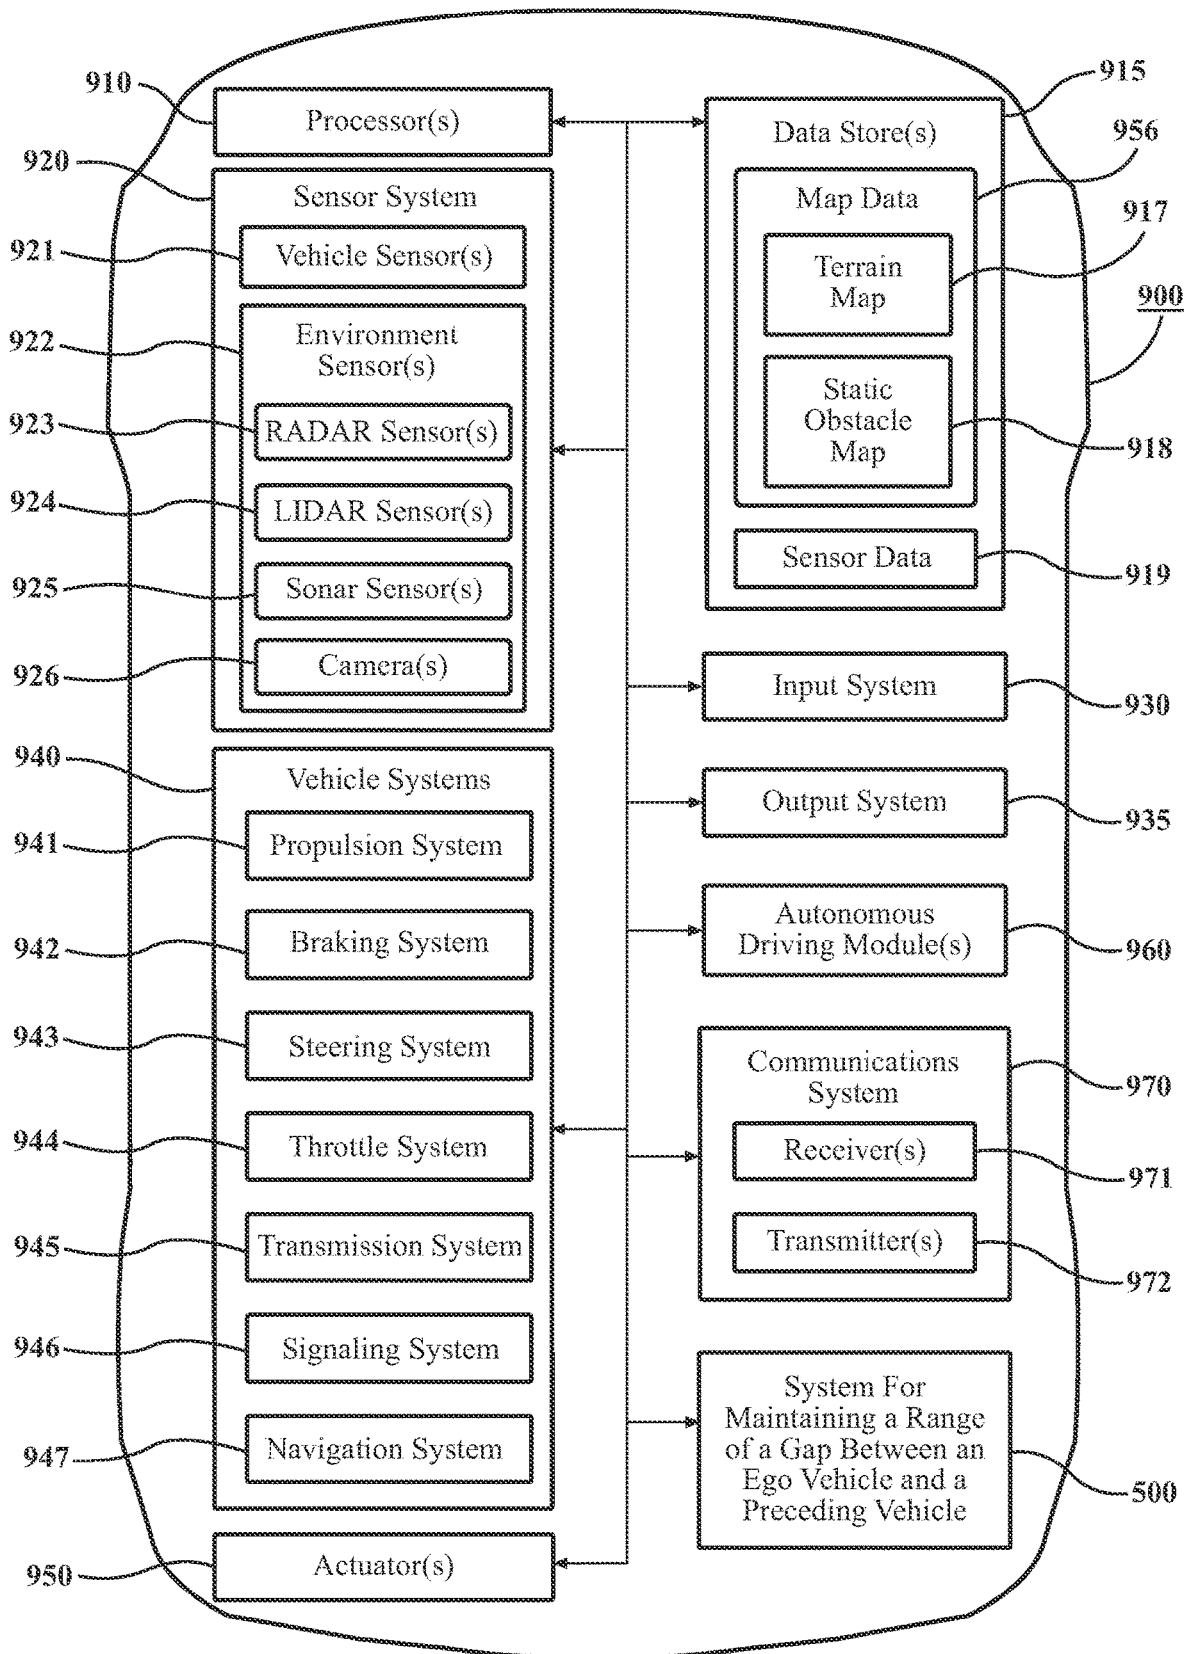 910
Processor(s)
920
Sensor System
921
Vehicle Sensor(s)
922
Environment
Sensor(s)
923
RADAR Sensor(s)
924
LIDAR Sensor(s)
925
Sonar Sensor(s)
926
Camera(s)
940
Vehicle Systems
941
Propulsion System
942
Braking System
943
Steering System
944
Throttle System
945
Transmission System
946
Signaling System
947
Navigation System
950
Actuator(s)
915
Data Store(s)
956
Map Data
917
Terrain
Map
900
Static
Obstacle
Map
918
Sensor Data
919
Input System
930
Output System
935
Autonomous
Driving Module(s)
960
Communications
System
970
Receiver(s)
971
Transmitter(s)
972
System For
Maintaining a Range
of a Gap Between an
Ego Vehicle and a
Preceding Vehicle
500